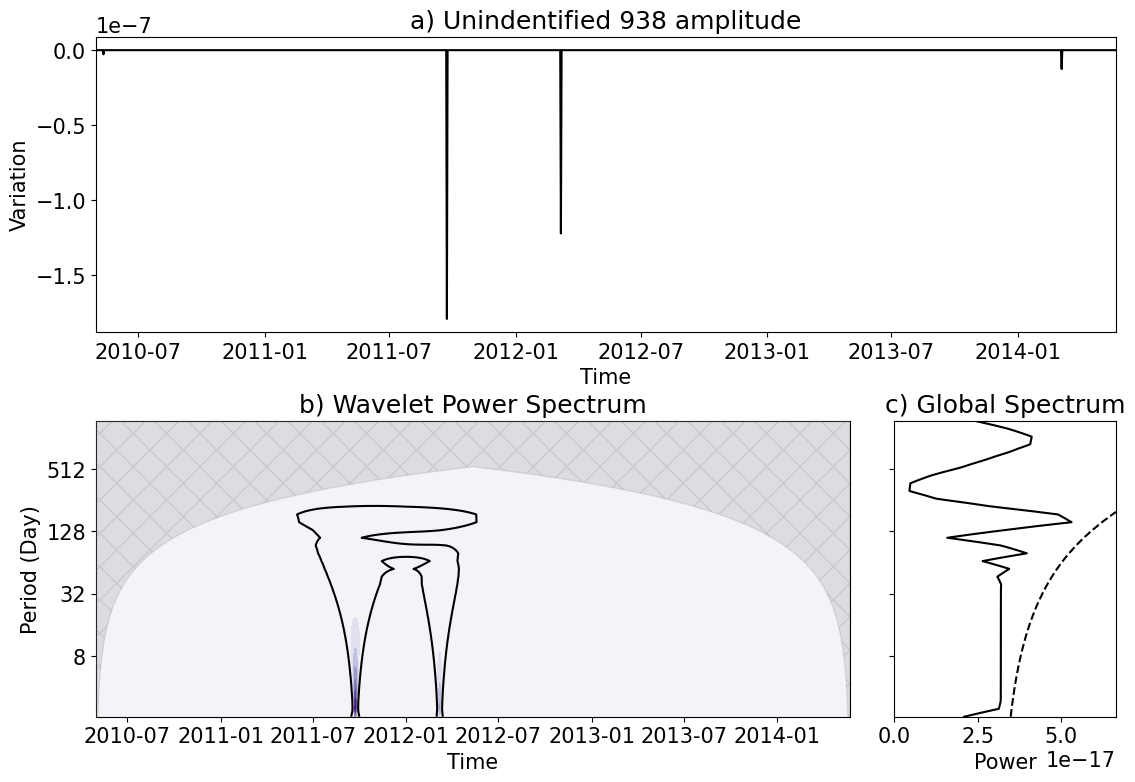 a) Unidentified 938 amplitude
1e−7
0.0
−0.5
−1.0
−1.5
Variation
2010-07 2011-01 2011-07 2012-01 2012-07 2013-01 2013-07 2014-01
Time
b) Wavelet Power Spectrum
512
128
32
8
Period (Day)
2010-07 2011-01 2011-07 2012-01 2012-07 2013-01 2013-07 2014-01
Time
c) Global Spectrum
0.0 2.5 5.0
Power 1e−17